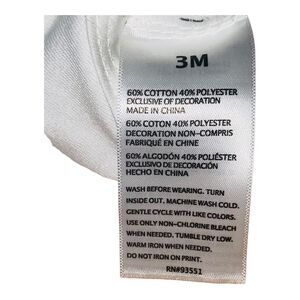 3M
60% COTTON 40% POLYESTER
EXCLUSIVE OF DECORATION
MADE IN CHINA
60% COTTON 40% POLYESTER
DECORATION NON-COMPRIS
FABRIQUÉ EN CHINE
60% ALGODÓN 40% POLIÉSTER
EXCLUSIVO DE DECORACIÓN
HECHO EN CHINA
WASH BEFORE WEARING. TURN
INSIDE OUT. MACHINE WASH COLD.
GENTLE CYCLE WITH LIKE COLORS.
USE ONLY NON-CHLORINE BLEACH
WHEN NEEDED. TUMBLE DRY LOW.
WARM IRON WHEN NEEDED.
DO NOT IRON ON PRINT.
RN#93551